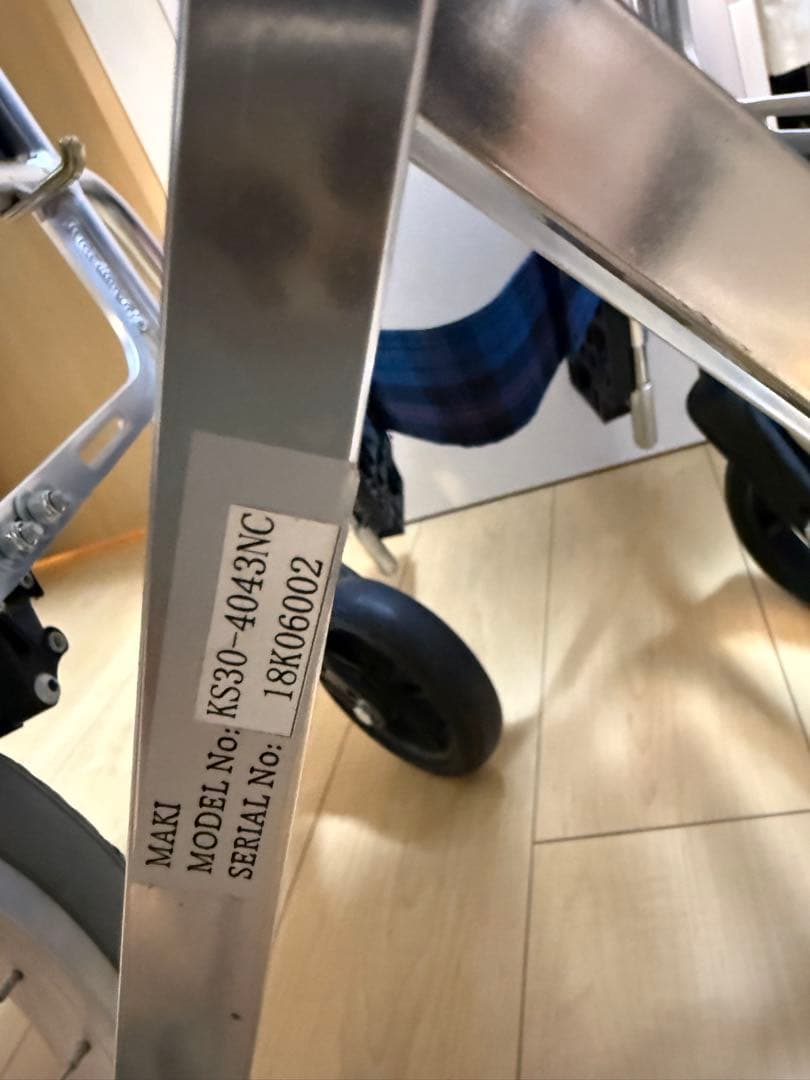 MAKI
MODEL No: KS30-4043NC
SERIAL No: 18K06002